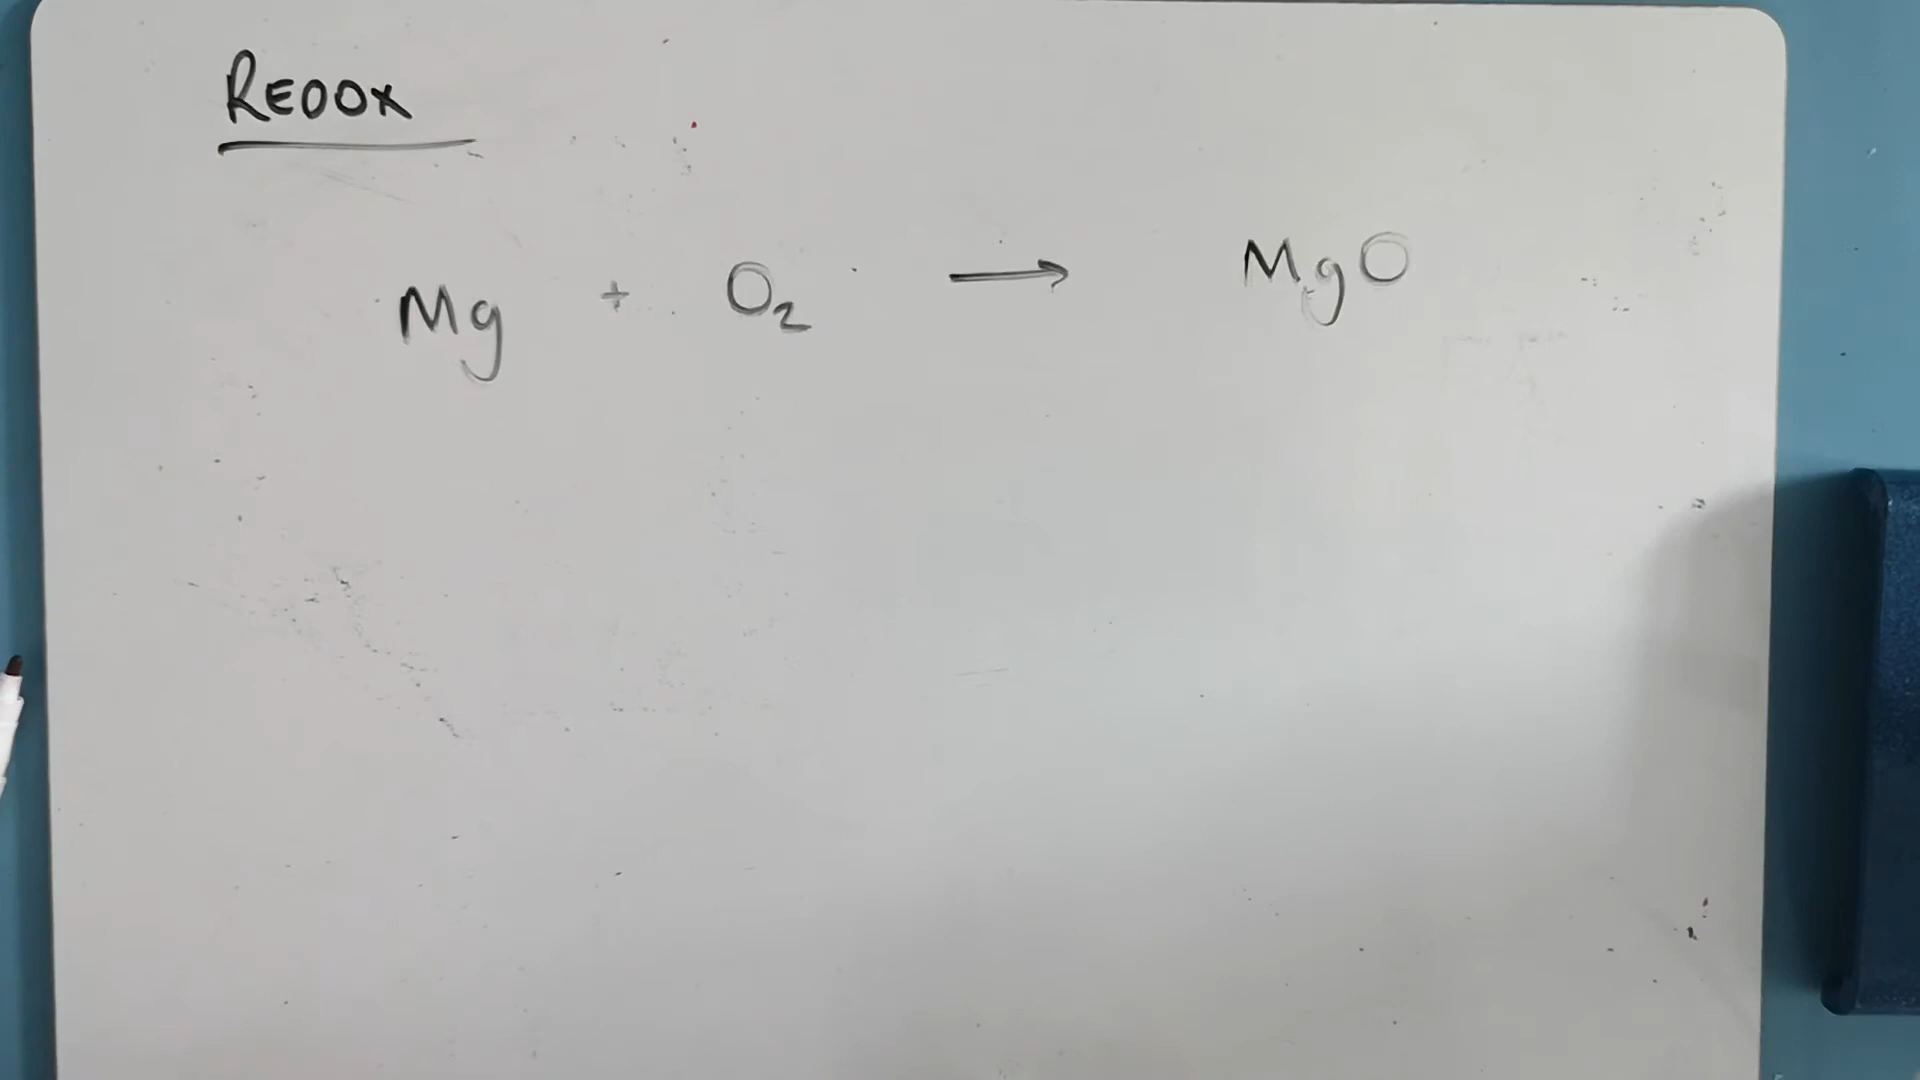 REDOX
Mg + O₂ → MgO